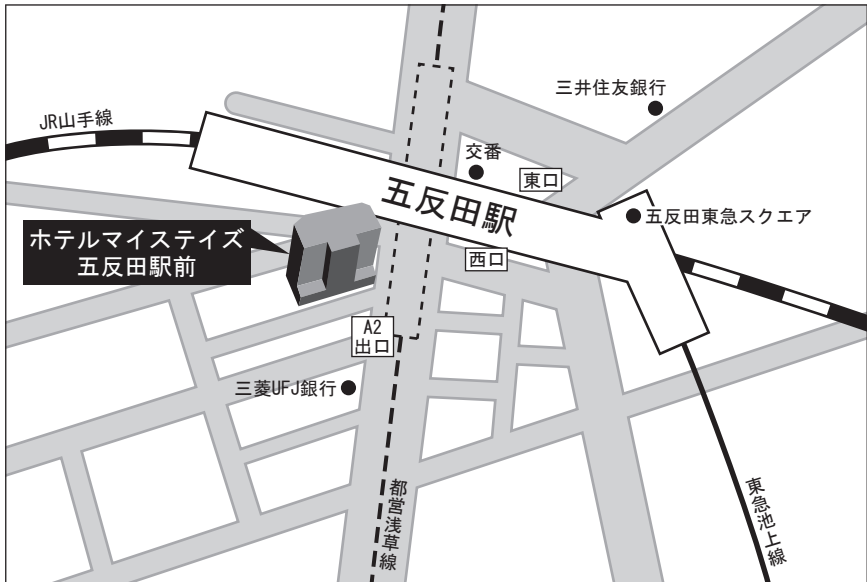 三井住友銀行
JR山手線
交番
東口
五反田駅
五反田東急スクエア
ホテルマイステイズ
五反田駅前
西口
A2
出口
三菱UFJ銀行
都営浅草線
東急池上線